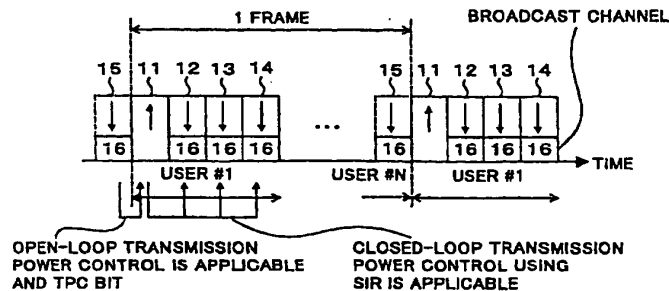 1 FRAME
BROADCAST CHANNEL
15 11 12 13 14 15 11 12 13 14
...
16 16 16 16 16 16 16 16
TIME
USER #1 USER #N USER #1
OPEN-LOOP TRANSMISSION
POWER CONTROL IS APPLICABLE
AND TPC BIT
CLOSED-LOOP TRANSMISSION
POWER CONTROL USING
SIR IS APPLICABLE